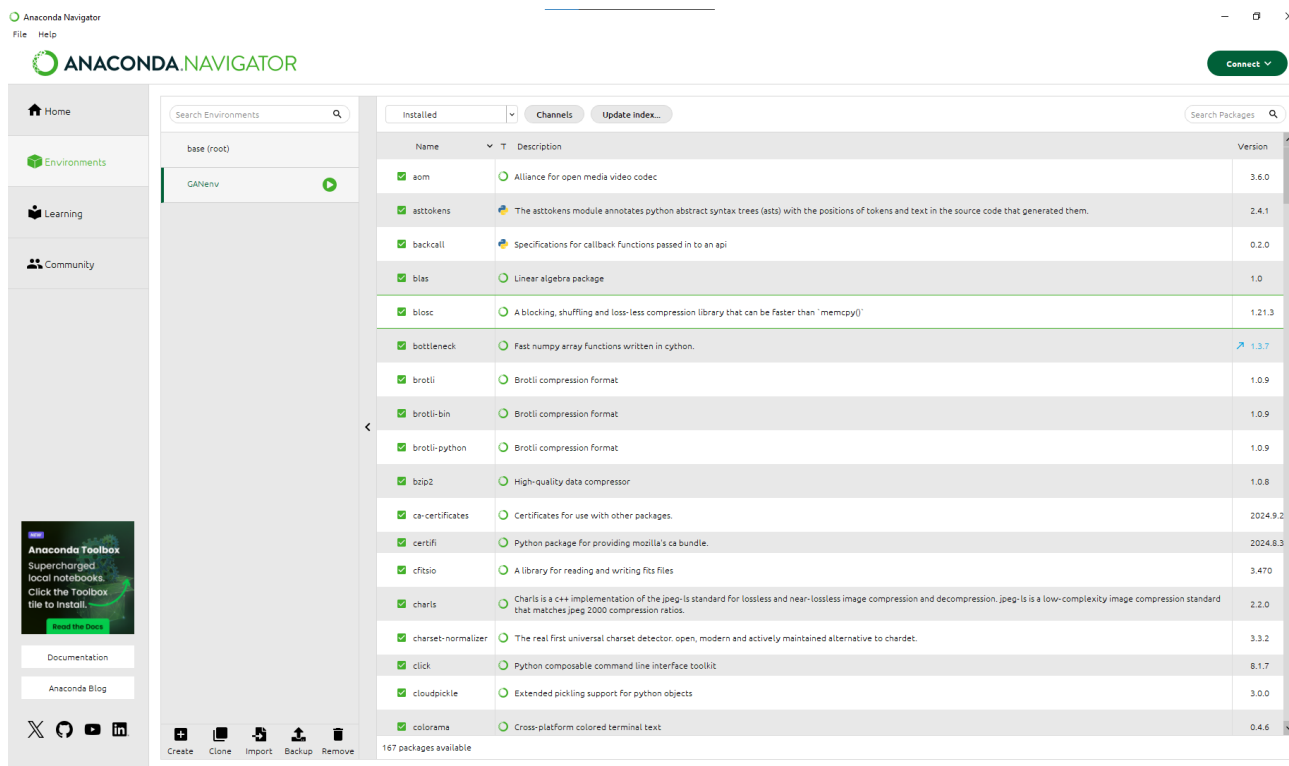 Anaconda Navigator
File Help
ANACONDA.NAVIGATOR
Connect
Home
Environments
Learning
Community
NEW
Anaconda Toolbox
Supercharged
local notebooks.
Click the Toolbox
tile to Install.
Read the Docs
Documentation
Anaconda Blog
Search Environments
base (root)
GANenv
Create Clone Import Backup Remove
Installed Channels Update index... Search Packages
Name T Description Version
aom Alliance for open media video codec 3.6.0
asttokens The asttokens module annotates python abstract syntax trees (asts) with the positions of tokens and text in the source code that generated them. 2.4.1
backcall Specifications for callback functions passed in to an api 0.2.0
blas Linear algebra package 1.0
blosc A blocking, shuffling and loss-less compression library that can be faster than `memcpy()` 1.21.3
bottleneck Fast numpy array functions written in cython. 1.3.7
brotli Brotli compression format 1.0.9
brotli-bin Brotli compression format 1.0.9
brotli-python Brotli compression format 1.0.9
bzip2 High-quality data compressor 1.0.8
ca-certificates Certificates for use with other packages. 2024.9.2
certifi Python package for providing mozilla's ca bundle. 2024.8.3
cfitsio A library for reading and writing fits files 3.470
charls Charls is a c++ implementation of the jpeg-ls standard for lossless and near-lossless image compression and decompression. jpeg-ls is a low-complexity image compression standard
that matches jpeg 2000 compression ratios. 2.2.0
charset-normalizer The real first universal charset detector. open, modern and actively maintained alternative to chardet. 3.3.2
click Python composable command line interface toolkit 8.1.7
cloudpickle Extended pickling support for python objects 3.0.0
colorama Cross-platform colored terminal text 0.4.6
167 packages available